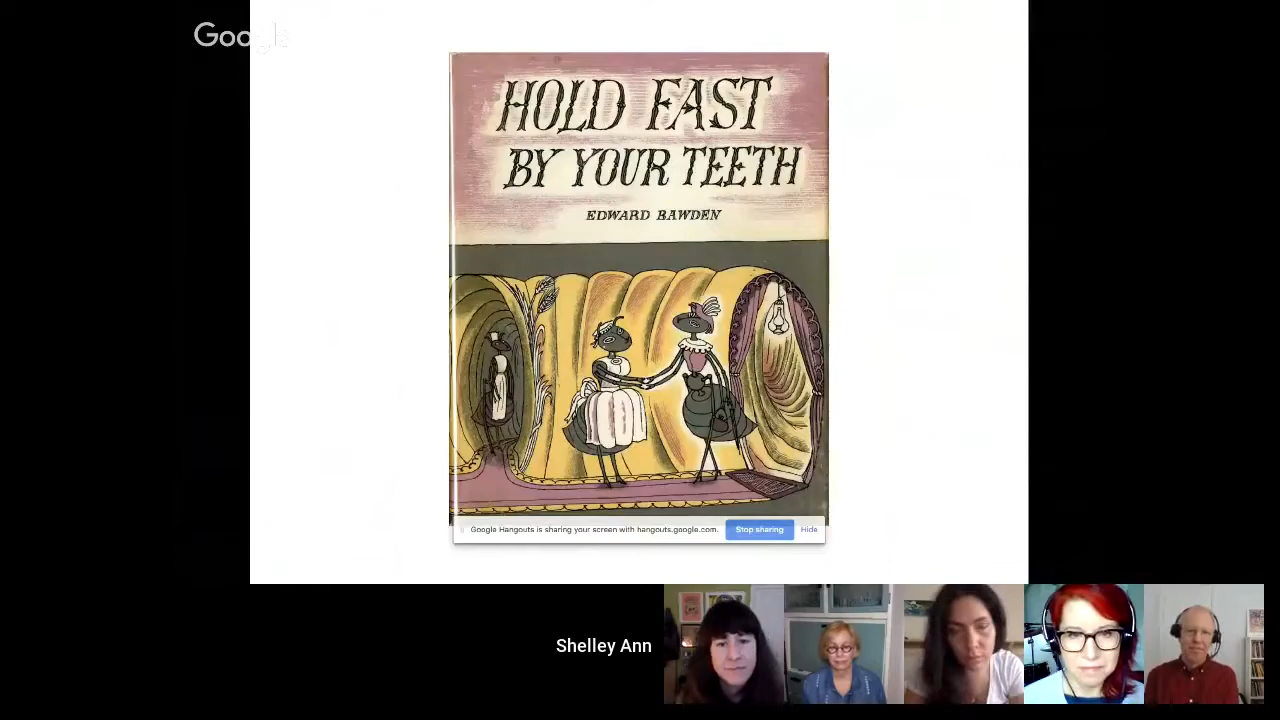 Google
HOLD FAST
BY YOUR TEETH
EDWARD BAWDEN
Google Hangouts is sharing your screen with hangouts.google.com.
Stop sharing
Hide
Shelley Ann